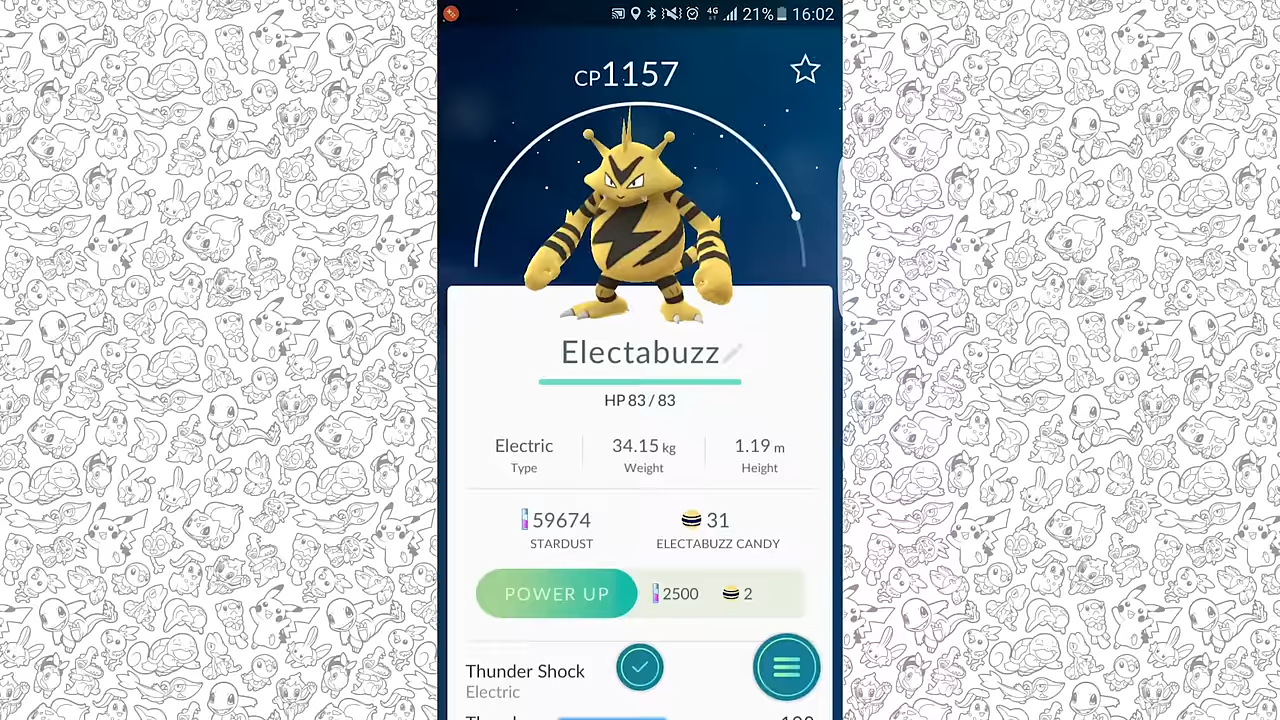 21% 16:02
CP1157
Electabuzz
HP 83 / 83
Electric 34.15 kg 1.19 m
Type Weight Height
59674 31
STARDUST ELECTABUZZ CANDY
POWER UP 2500 2
Thunder Shock
Electric